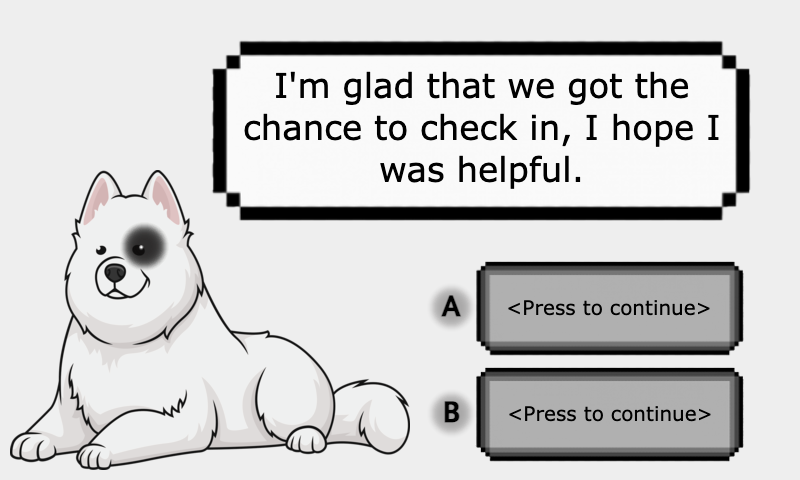 I'm glad that we got the
chance to check in, I hope I
was helpful.
A
<Press to continue>
B
<Press to continue>